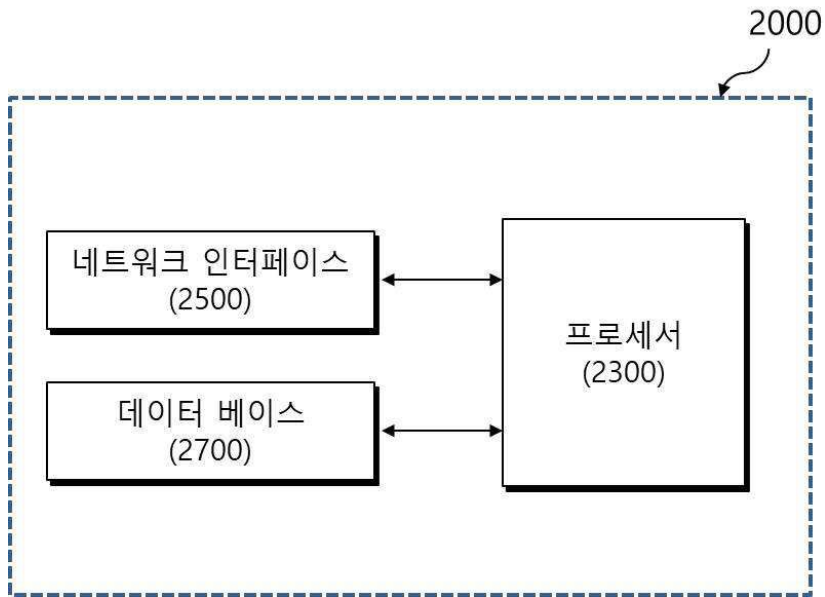 2000
네트워크 인터페이스
(2500)
프로세서
(2300)
데이터 베이스
(2700)